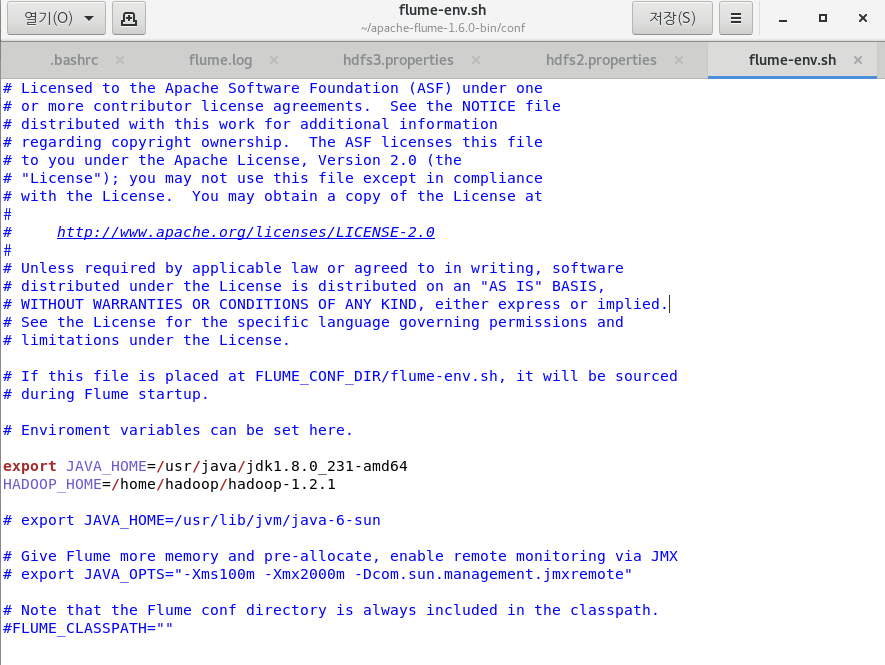 열기(O)
flume-env.sh
~/apache-flume-1.6.0-bin/conf
저장(S)
.bashrc
flume.log
hdfs3.properties
hdfs2.properties
flume-env.sh
# Licensed to the Apache Software Foundation (ASF) under one
# or more contributor license agreements.  See the NOTICE file
# distributed with this work for additional information
# regarding copyright ownership.  The ASF licenses this file
# to you under the Apache License, Version 2.0 (the
# "License"); you may not use this file except in compliance
# with the License.  You may obtain a copy of the License at
#
#     http://www.apache.org/licenses/LICENSE-2.0
#
# Unless required by applicable law or agreed to in writing, software
# distributed under the License is distributed on an "AS IS" BASIS,
# WITHOUT WARRANTIES OR CONDITIONS OF ANY KIND, either express or implied.
# See the License for the specific language governing permissions and
# limitations under the License.

# If this file is placed at FLUME_CONF_DIR/flume-env.sh, it will be sourced
# during Flume startup.

# Enviroment variables can be set here.

export JAVA_HOME=/usr/java/jdk1.8.0_231-amd64
HADOOP_HOME=/home/hadoop/hadoop-1.2.1

# export JAVA_HOME=/usr/lib/jvm/java-6-sun

# Give Flume more memory and pre-allocate, enable remote monitoring via JMX
# export JAVA_OPTS="-Xms100m -Xmx2000m -Dcom.sun.management.jmxremote"

# Note that the Flume conf directory is always included in the classpath.
#FLUME_CLASSPATH=""